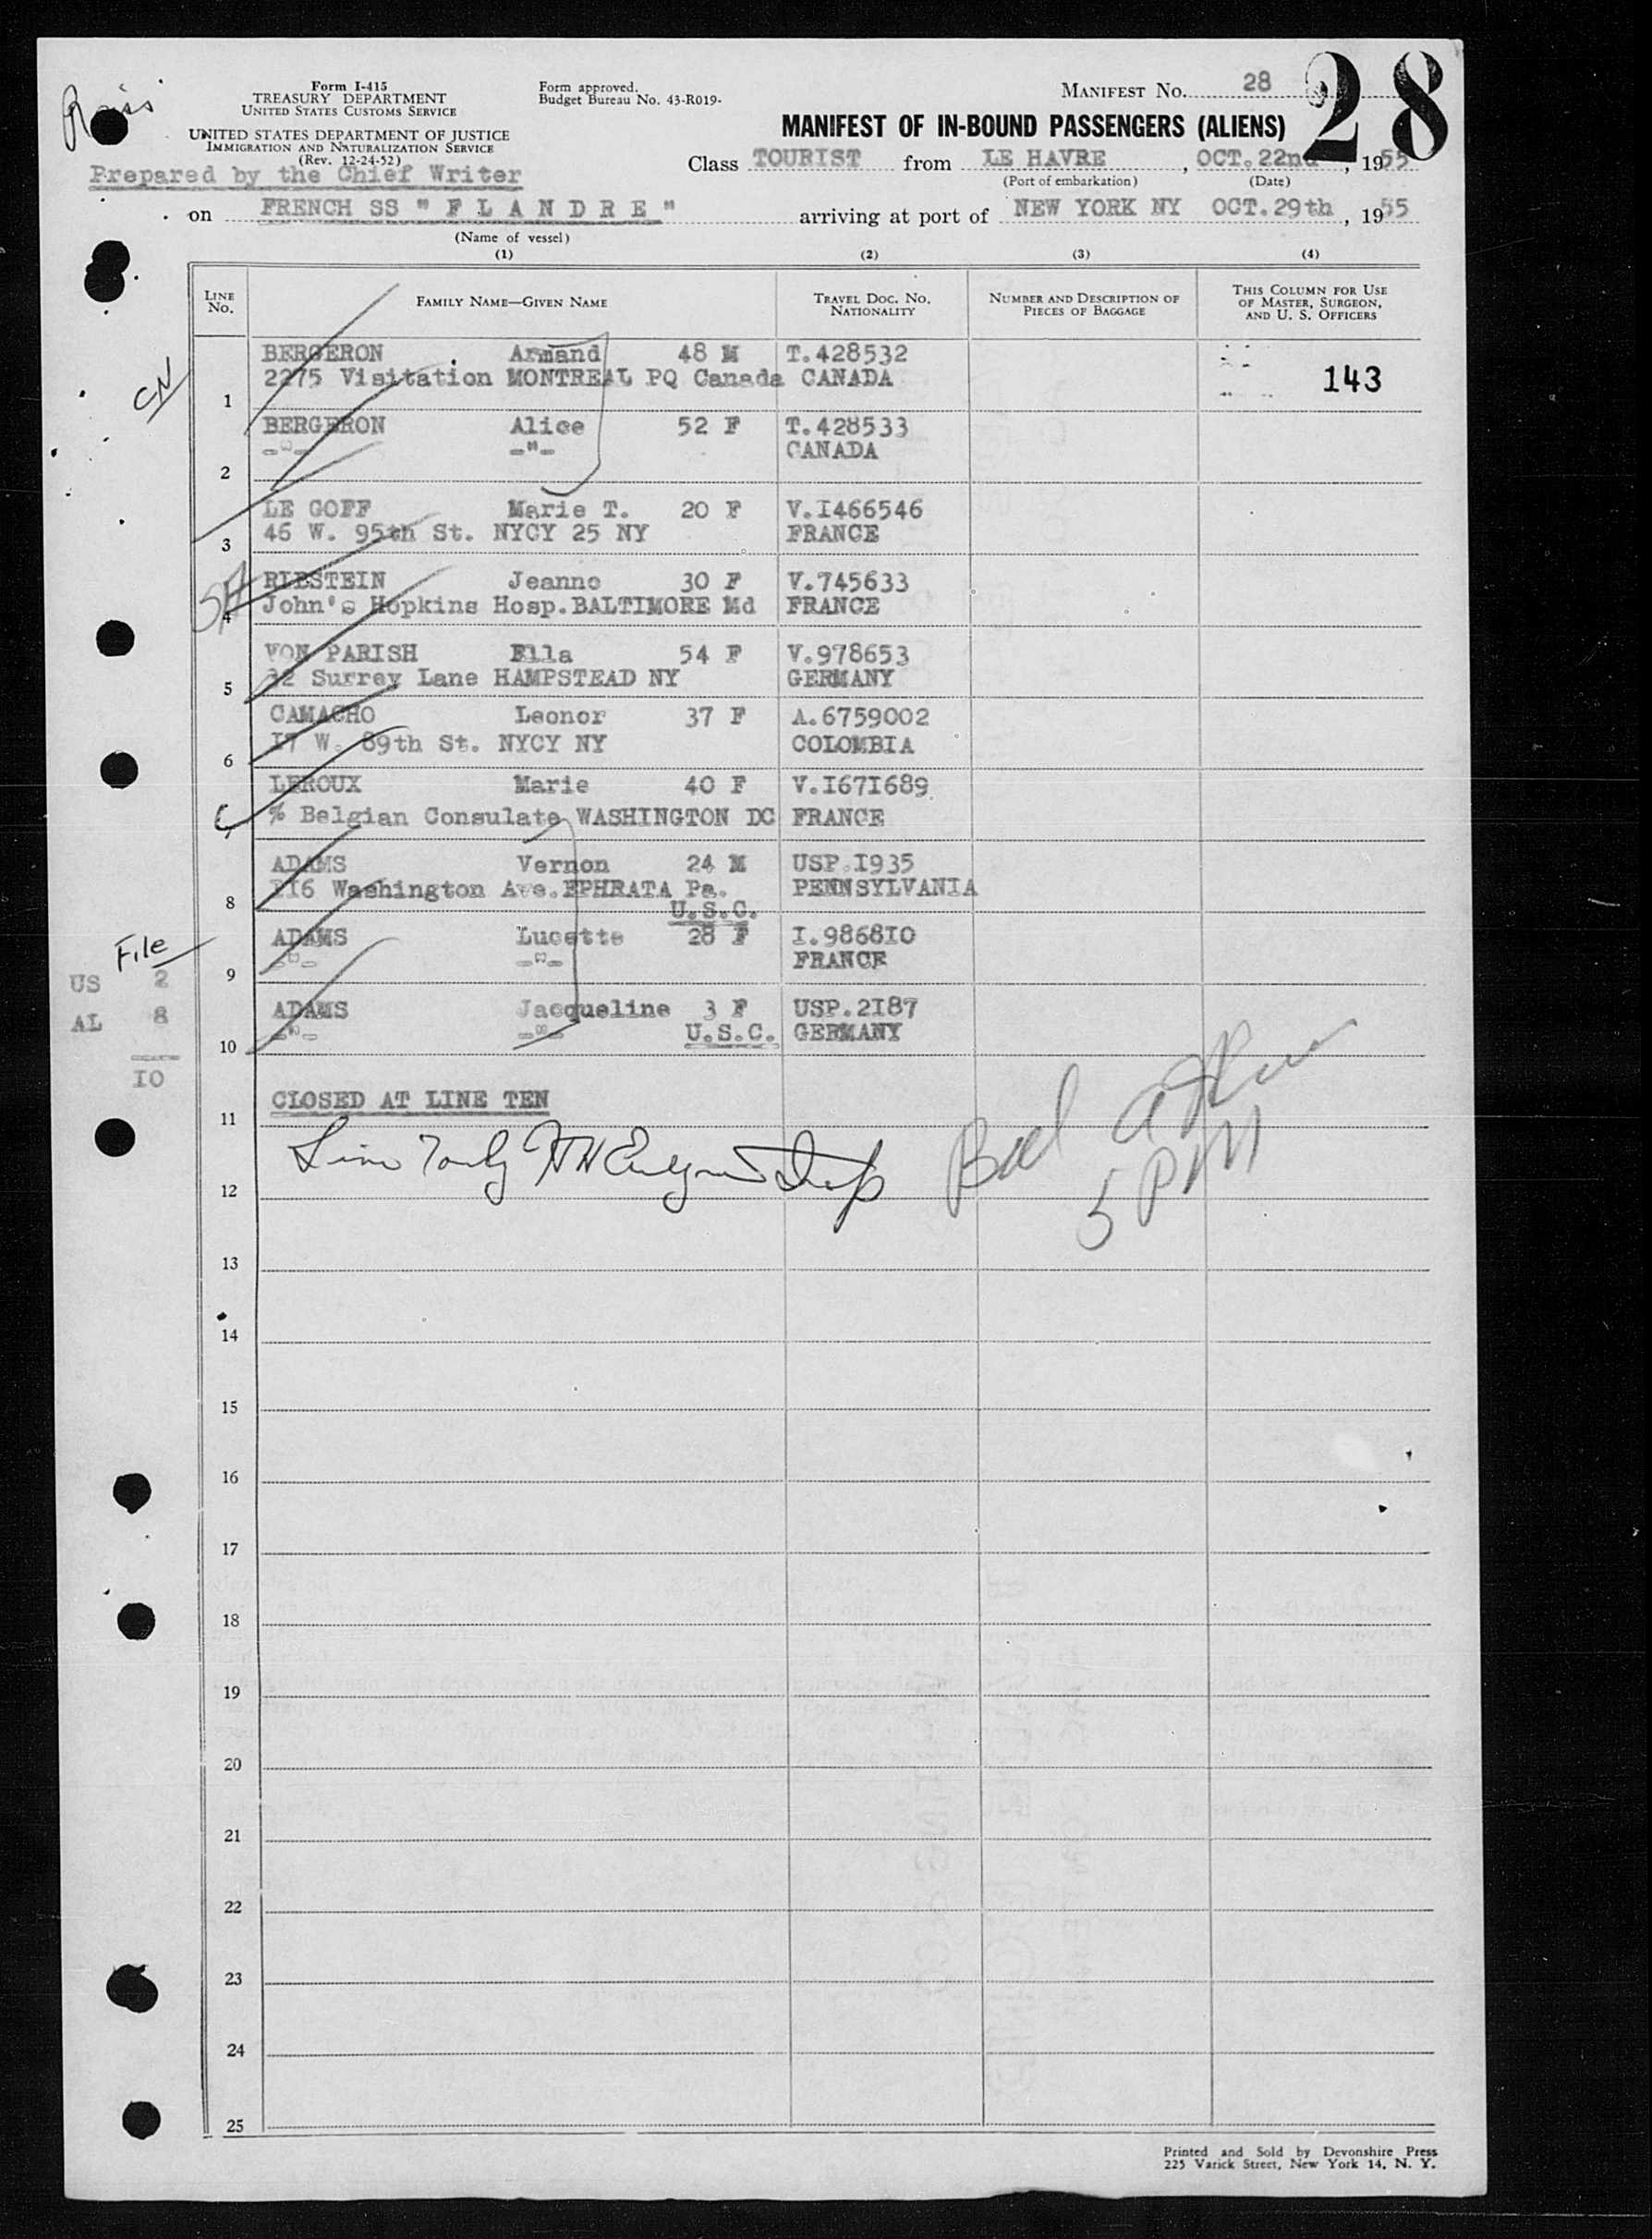 28
Form I-415
TREASURY DEPARTMENT
UNITED STATES CUSTOMS SERVICE
UNITED STATES DEPARTMENT OF JUSTICE
IMMIGRATION AND NATURALIZATION SERVICE
(Rev. 12-24-52)
Prepared by the Chief Writer
Form approved.
Budget Bureau No. 43-R019-
MANIFEST NO. 28
MANIFEST OF IN-BOUND PASSENGERS (ALIENS)
Class TOURIST from LE HAVRE, OCT.22nd, 1955
(Port of embarkation) (Date)
on FRENCH SS "F L A N D R E" arriving at port of NEW YORK NY OCT.29th, 1955
(Name of vessel)
(1) (2) (3) (4)
LINE NO. FAMILY NAME—GIVEN NAME TRAVEL DOC. NO. NATIONALITY NUMBER AND DESCRIPTION OF PIECES OF BAGGAGE THIS COLUMN FOR USE OF MASTER, SURGEON, AND U. S. OFFICERS
BERGERON Armand 48 M T.428532
CN 1 2275 Visitation MONTREAL PQ Canada CANADA 143
BERGERON Alice 52 F T.428533
2 -"- -"- CANADA
LE GOFF Marie T. 20 F V.I466546
3 46 W. 95th St. NYCY 25 NY FRANCE
RIBSTEIN Jeanne 30 F V.745633
4 John's Hopkins Hosp.BALTIMORE Md FRANCE
VON PARISH Ella 54 F V.978653
5 32 Surrey Lane HAMPSTEAD NY GERMANY
CAMACHO Leonor 37 F A.6759002
6 I7 W. 89th St. NYCY NY COLOMBIA
LEROUX Marie 40 F V.I67I689
7 % Belgian Consulate WASHINGTON DC FRANCE
ADAMS Vernon 24 M USP.I935
8 216 Washington Ave.EPHRATA Pa. PENNSYLVANIA
U.S.C.
ADAMS Lucette 28 F I.9868I0
9 -"- -"- FRANCE
File
US 2
AL 8
I0
ADAMS Jacqueline 3 F USP.2I87
10 -"- -"- U.S.C. GERMANY
11 CLOSED AT LINE TEN
5 PM
12
13
14
15
16
17
18
19
20
21
22
23
24
25
Printed and Sold by Devonshire Press
225 Varick Street, New York 14, N. Y.